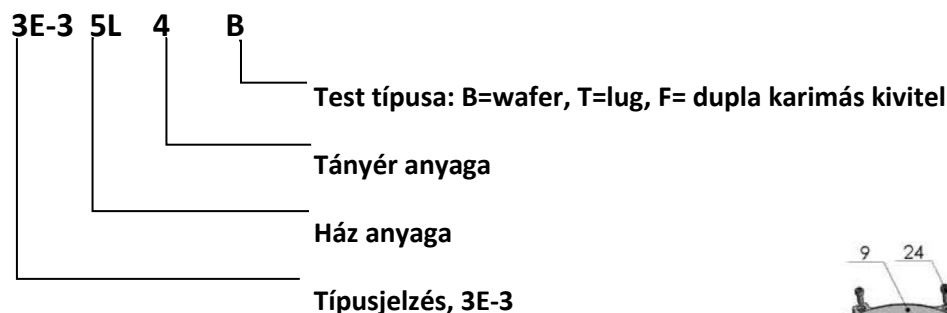 3E-3 5L 4 B
Test típusa: B=wafer, T=lug, F= dupla karimás kivitel
Tányér anyaga
Ház anyaga
9 24
Típusjelzés, 3E-3